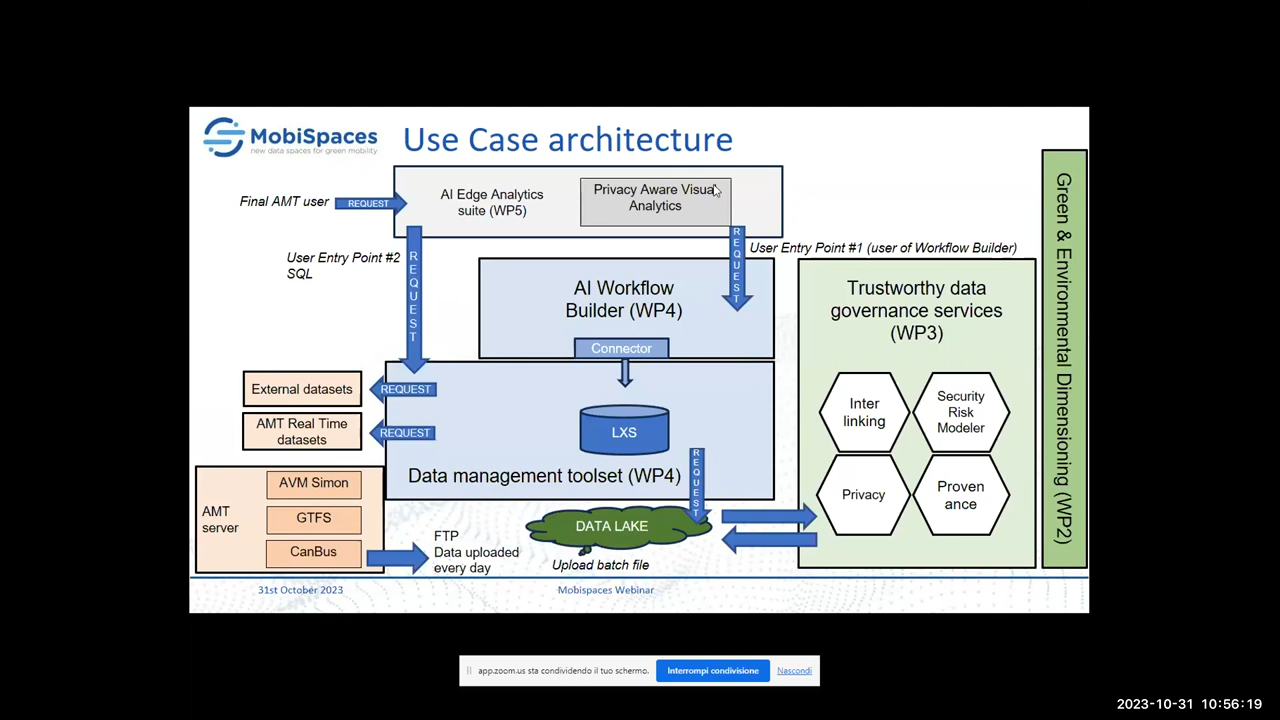 MobiSpaces
new data spaces for green mobility
Use Case architecture
Final AMT user
REQUEST
AI Edge Analytics
suite (WP5)
Privacy Aware Visual
Analytics
User Entry Point #2
SQL
REQUEST
REQUEST
User Entry Point #1 (user of Workflow Builder)
AI Workflow
Builder (WP4)
Connector
Trustworthy data
governance services
(WP3)
Green & Environmental Dimensioning (WP2)
External datasets
REQUEST
AMT Real Time
datasets
REQUEST
LXS
Data management toolset (WP4)
REQUEST
Inter
linking
Security
Risk
Modeler
Privacy
Proven
ance
AMT
server
AVM Simon
GTFS
CanBus
FTP
Data uploaded
every day
DATA LAKE
Upload batch file
31st October 2023
Mobispaces Webinar
app.zoom.us sta condividendo il tuo schermo.
Interrompi condivisione
Nascondi
2023-10-31 10:56:19